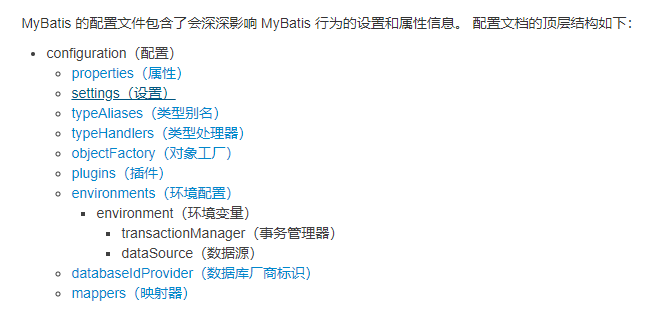 MyBatis 的配置文件包含了会深深影响 MyBatis 行为的设置和属性信息。 配置文档的顶层结构如下：
configuration（配置）
properties（属性）
settings（设置）
typeAliases（类型别名）
typeHandlers（类型处理器）
objectFactory（对象工厂）
plugins（插件）
environments（环境配置）
environment（环境变量）
transactionManager（事务管理器）
dataSource（数据源）
databaseIdProvider（数据库厂商标识）
mappers（映射器）